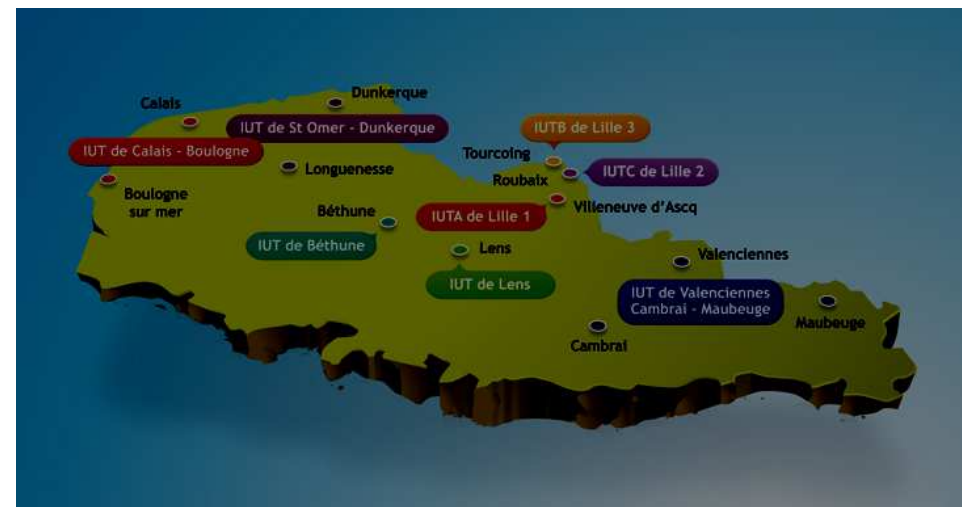 Dunkerque
Calais
IUT de St Omer - Dunkerque
IUTB de Lille 3
IUT de Calais - Boulogne
Tourcoing
Longuenesse
Roubaix
IUTC de Lille 2
Boulogne
sur mer
Béthune
IUTA de Lille 1
Villeneuve d'Ascq
IUT de Béthune
Lens
Valenciennes
IUT de Lens
IUT de Valenciennes
Cambrai - Maubeuge
Maubeuge
Cambrai